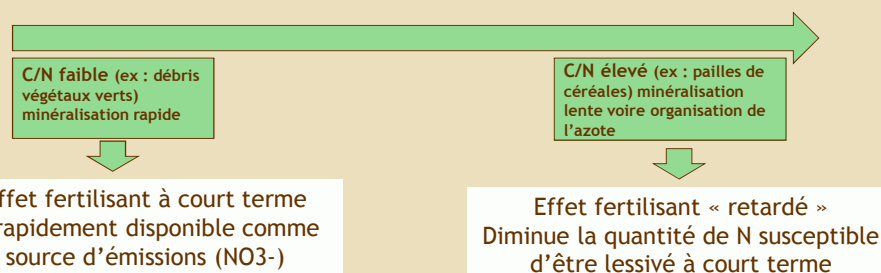 C/N faible (ex : débris
végétaux verts)
minéralisation rapide
C/N élevé (ex : pailles de
céréales) minéralisation
lente voire organisation de
l'azote
ffet fertilisant à court terme
rapidement disponible comme
source d'émissions (NO3-)
Effet fertilisant « retardé »
Diminue la quantité de N susceptible
d'être lessivé à court terme